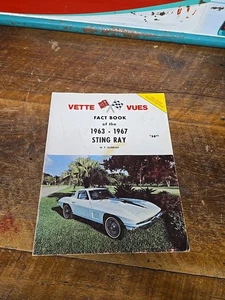 VETTE VUES
FACT BOOK
of the
1963 - 1967
STING RAY